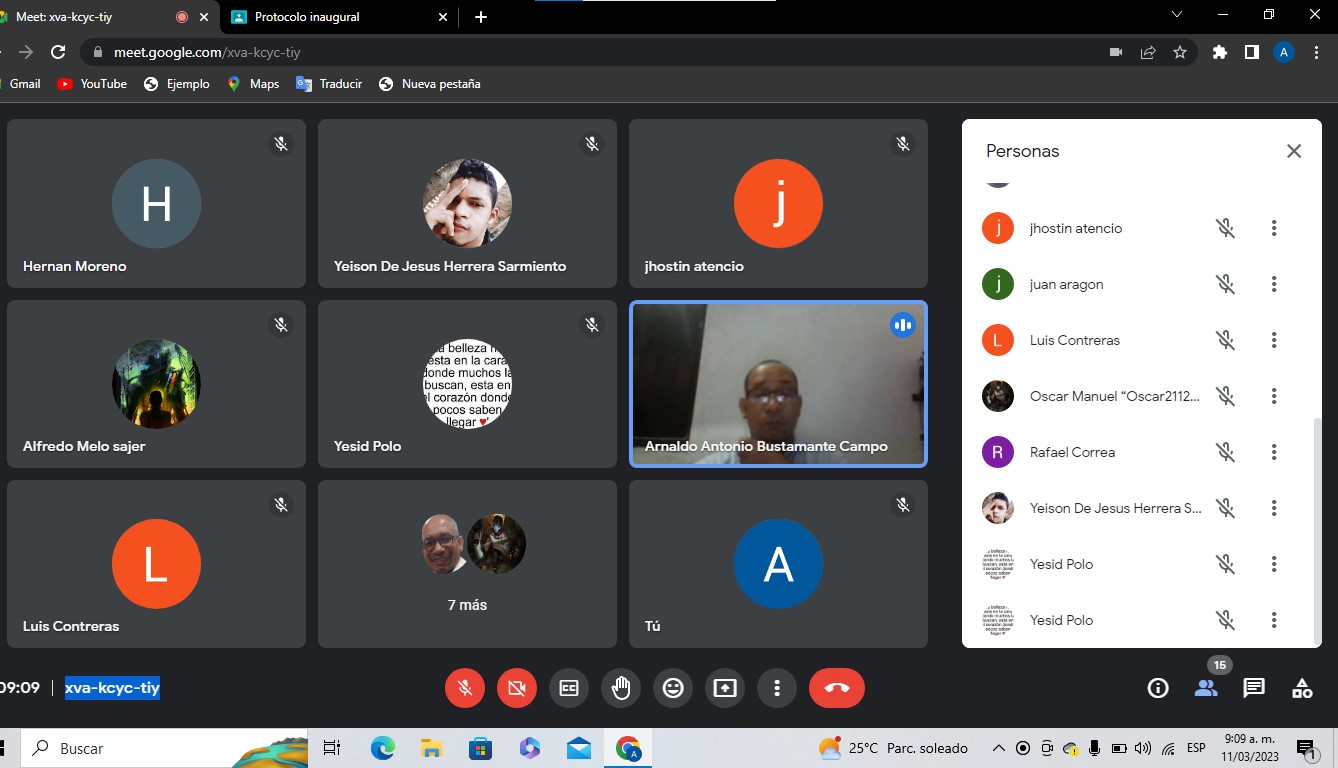 Meet: xva-kcyc-tiy
Protocolo inaugural
meet.google.com/xva-kcyc-tiy
A
Gmail
YouTube
Ejemplo
Maps
Traducir
Nueva pestaña
H
Hernan Moreno
Yeison De Jesus Herrera Sarmiento
j
jhostin atencio
Alfredo Melo sajer
a belleza n
esta en la cara
donde muchos la
buscan, esta en
el corazón donde
pocos saben
llegar ♥
Yesid Polo
Arnaldo Antonio Bustamante Campo
L
Luis Contreras
7 más
A
Tú
Personas
j
jhostin atencio
j
juan aragon
L
Luis Contreras
Oscar Manuel “Oscar2112...
R
Rafael Correa
Yeison De Jesus Herrera S...
Yesid Polo
Yesid Polo
09:09 | xva-kcyc-tiy
15
Buscar
25°C Parc. soleado
ESP
9:09 a. m.
11/03/2023
1